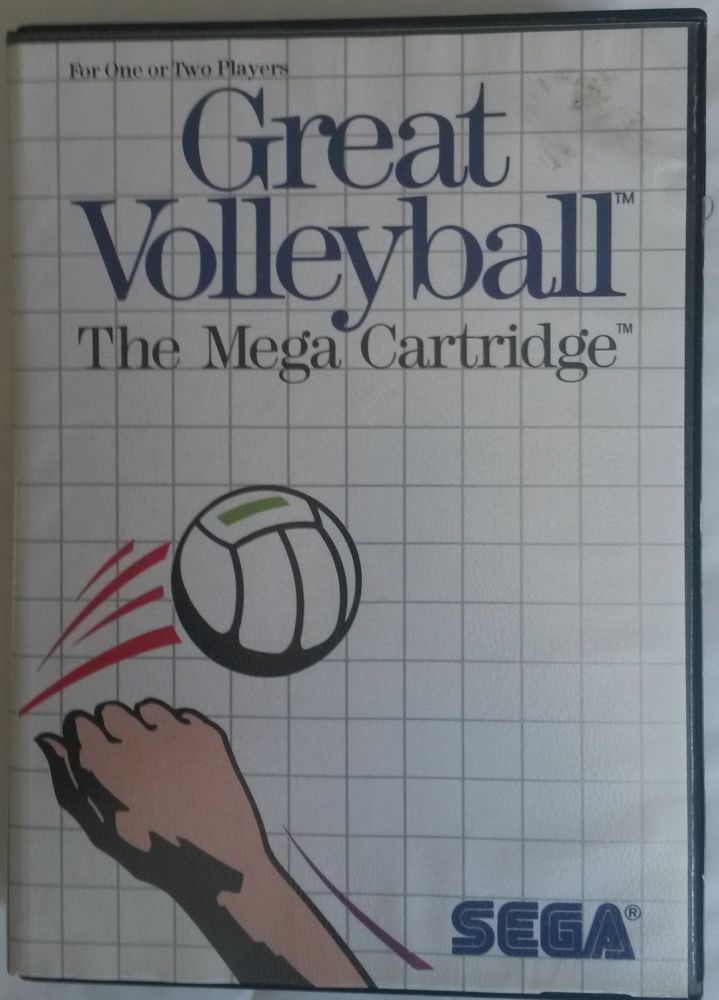 For One or Two Players
Great
Volleyball™
The Mega Cartridge™
SEGA®